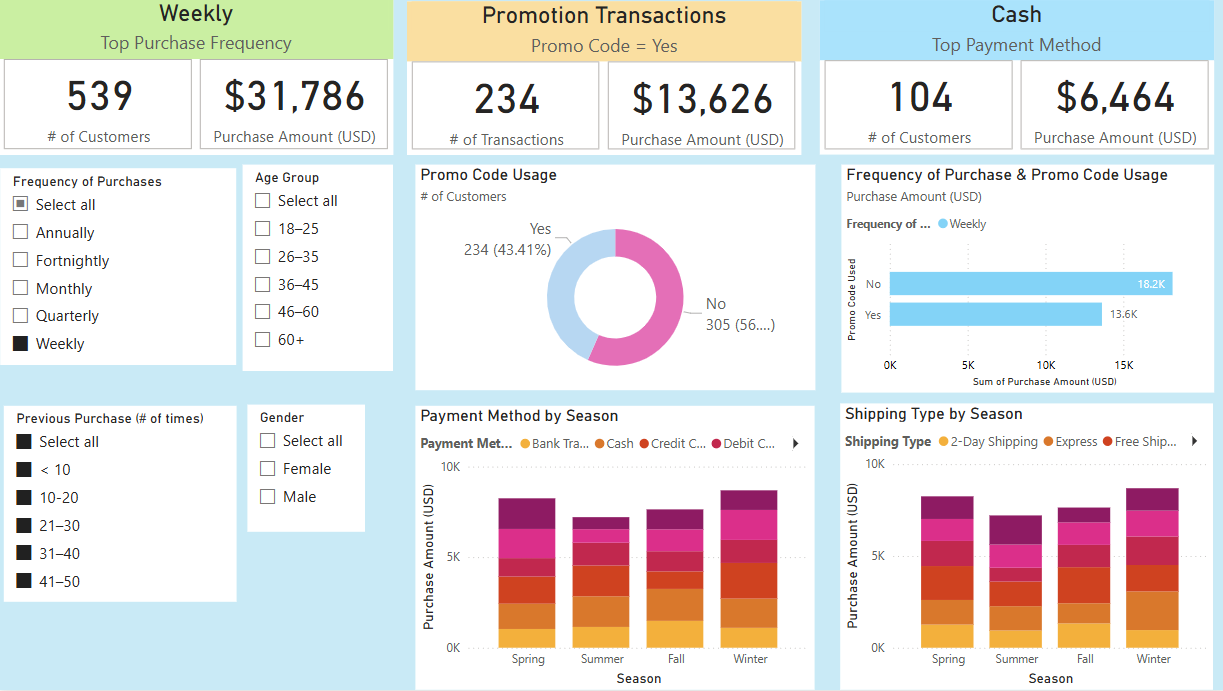 Weekly
Top Purchase Frequency
539
# of Customers
$31,786
Purchase Amount (USD)
Promotion Transactions
Promo Code = Yes
234
# of Transactions
$13,626
Purchase Amount (USD)
Cash
Top Payment Method
104
# of Customers
$6,464
Purchase Amount (USD)
Frequency of Purchases
Select all
Annually
Fortnightly
Monthly
Quarterly
Weekly
Age Group
Select all
18–25
26–35
36–45
46–60
60+
Previous Purchase (# of times)
Select all
< 10
10-20
21–30
31–40
41–50
Gender
Select all
Female
Male
Promo Code Usage
# of Customers
Yes
234 (43.41%)
No
305 (56....)
Frequency of Purchase & Promo Code Usage
Purchase Amount (USD)
Frequency of ... Weekly
Promo Code Used
No
18.2K
Yes
13.6K
0K 5K 10K 15K
Sum of Purchase Amount (USD)
Payment Method by Season
Payment Met... Bank Tra... Cash Credit C... Debit C...
Purchase Amount (USD)
10K
5K
0K
Spring Summer Fall Winter
Season
Shipping Type by Season
Shipping Type 2-Day Shipping Express Free Ship...
Purchase Amount (USD)
10K
5K
0K
Spring Summer Fall Winter
Season